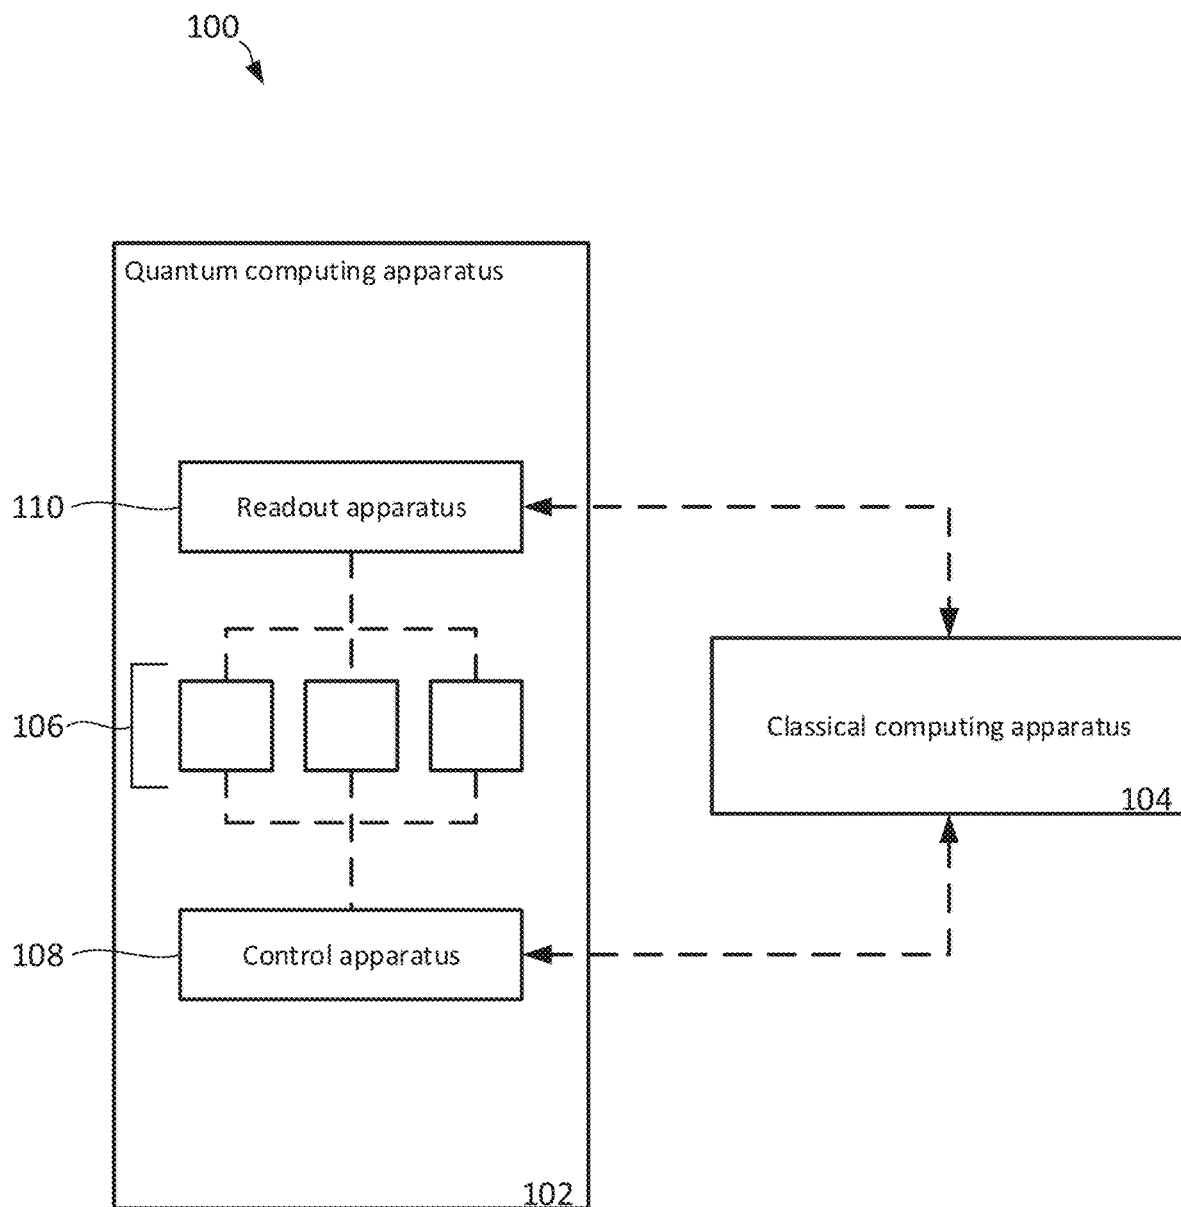 100
Quantum computing apparatus
110
Readout apparatus
106
Classical computing apparatus
104
108
Control apparatus
102